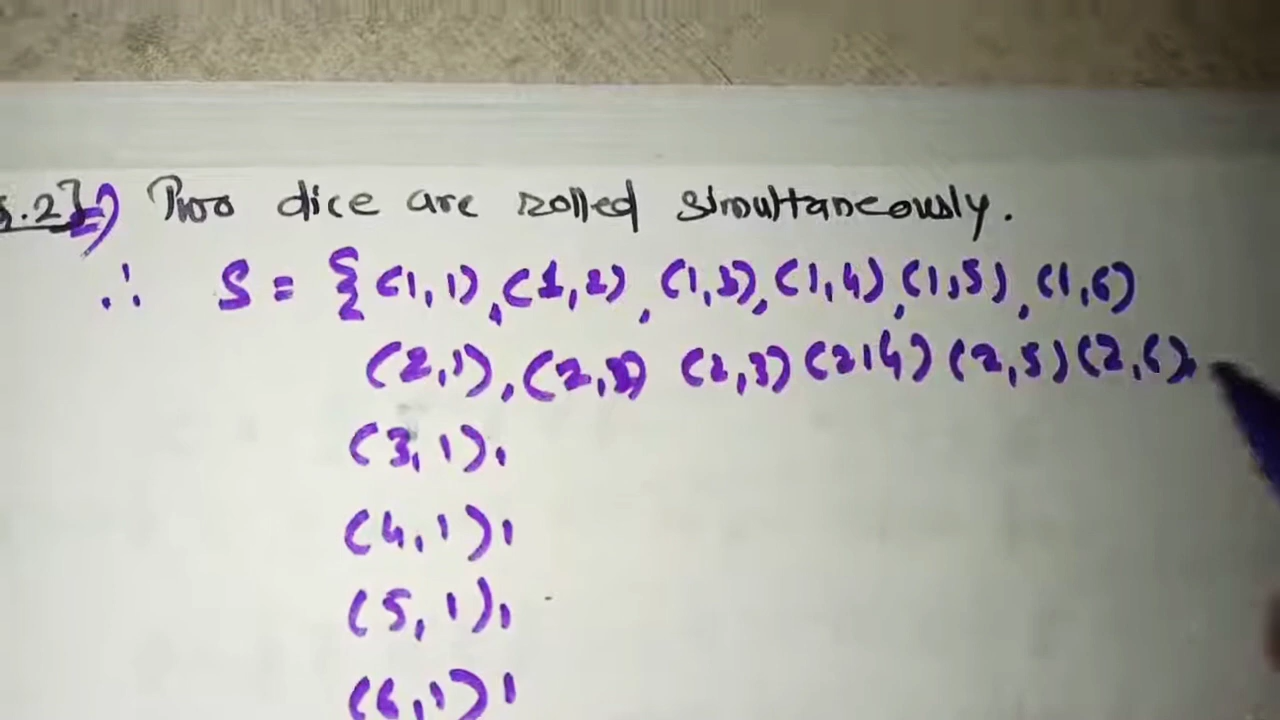 .2} => Two dice are rolled simultaneously.
∴ S = {(1,1), (1,2), (1,3), (1,4), (1,5), (1,6)
(2,1), (2,2) (2,3) (2,4) (2,5) (2,6),
(3,1),
(4,1),
(5,1),
(6,1),